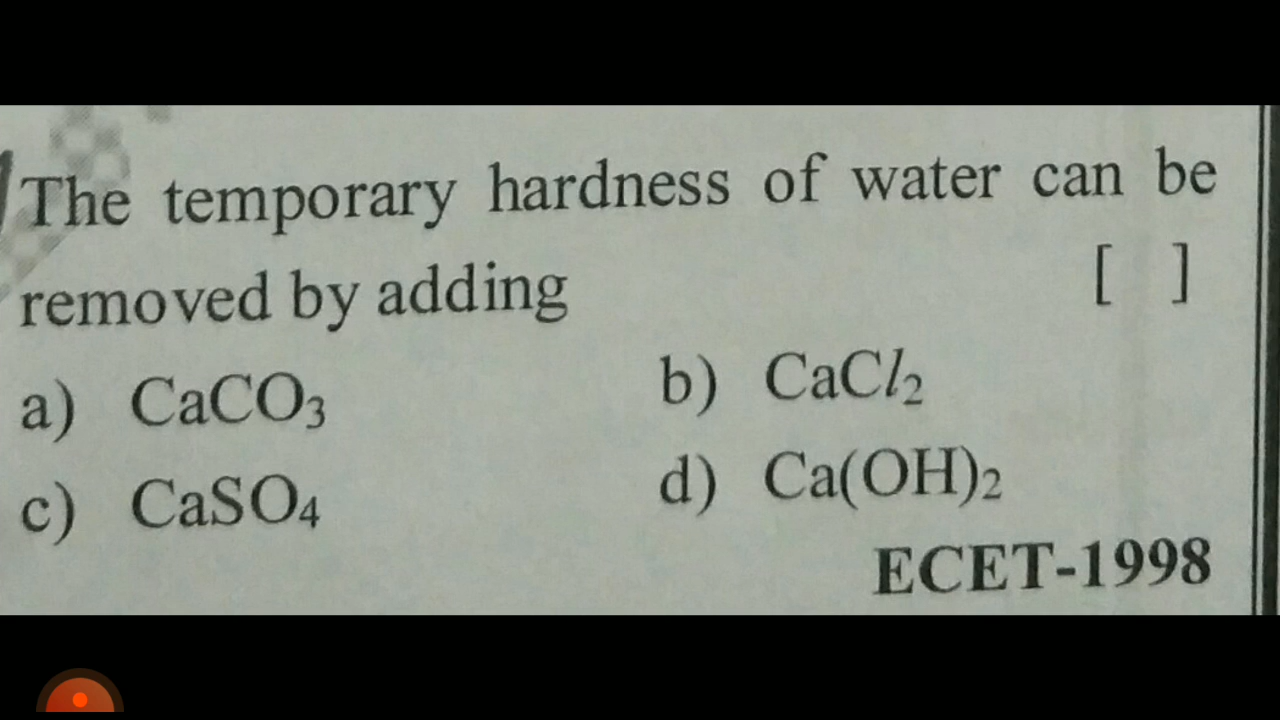 The temporary hardness of water can be
removed by adding [ ]
a) CaCO3 b) CaCl2
c) CaSO4 d) Ca(OH)2
ECET-1998